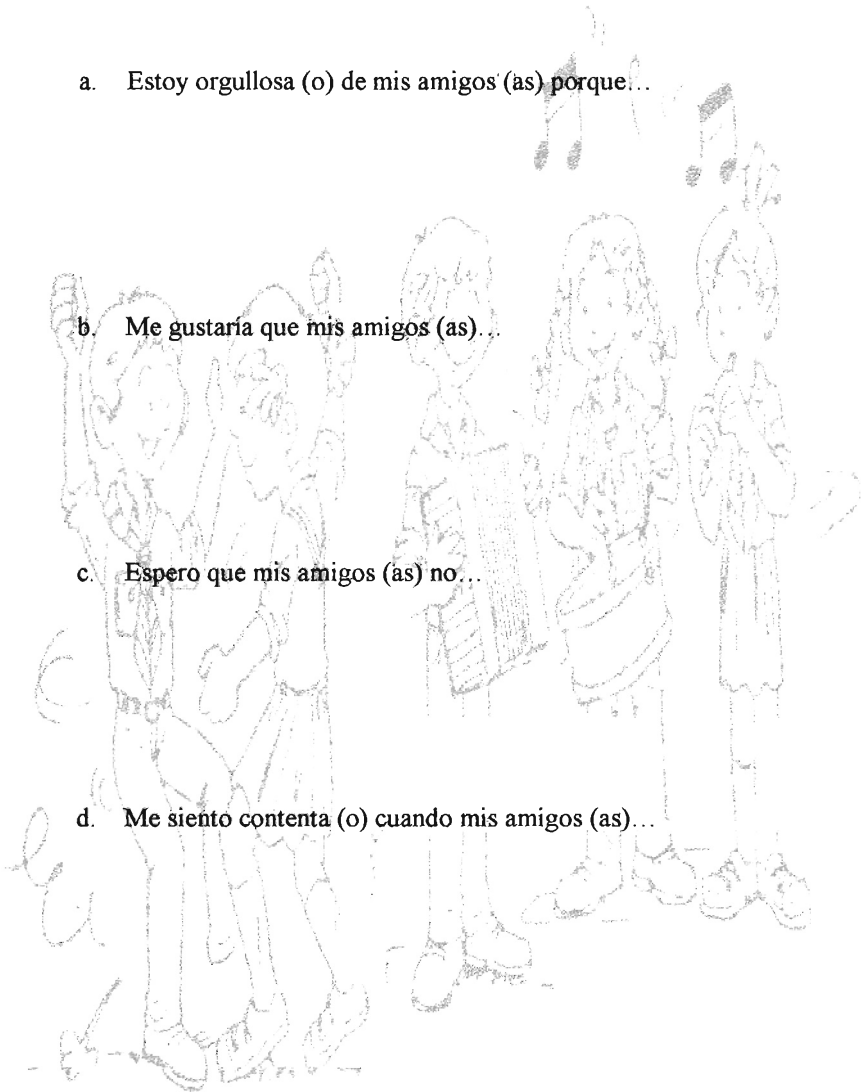 a. Estoy orgullosa (o) de mis amigos (as) porque…
b. Me gustaría que mis amigos (as)…
c. Espero que mis amigos (as) no…
d. Me siento contenta (o) cuando mis amigos (as)…